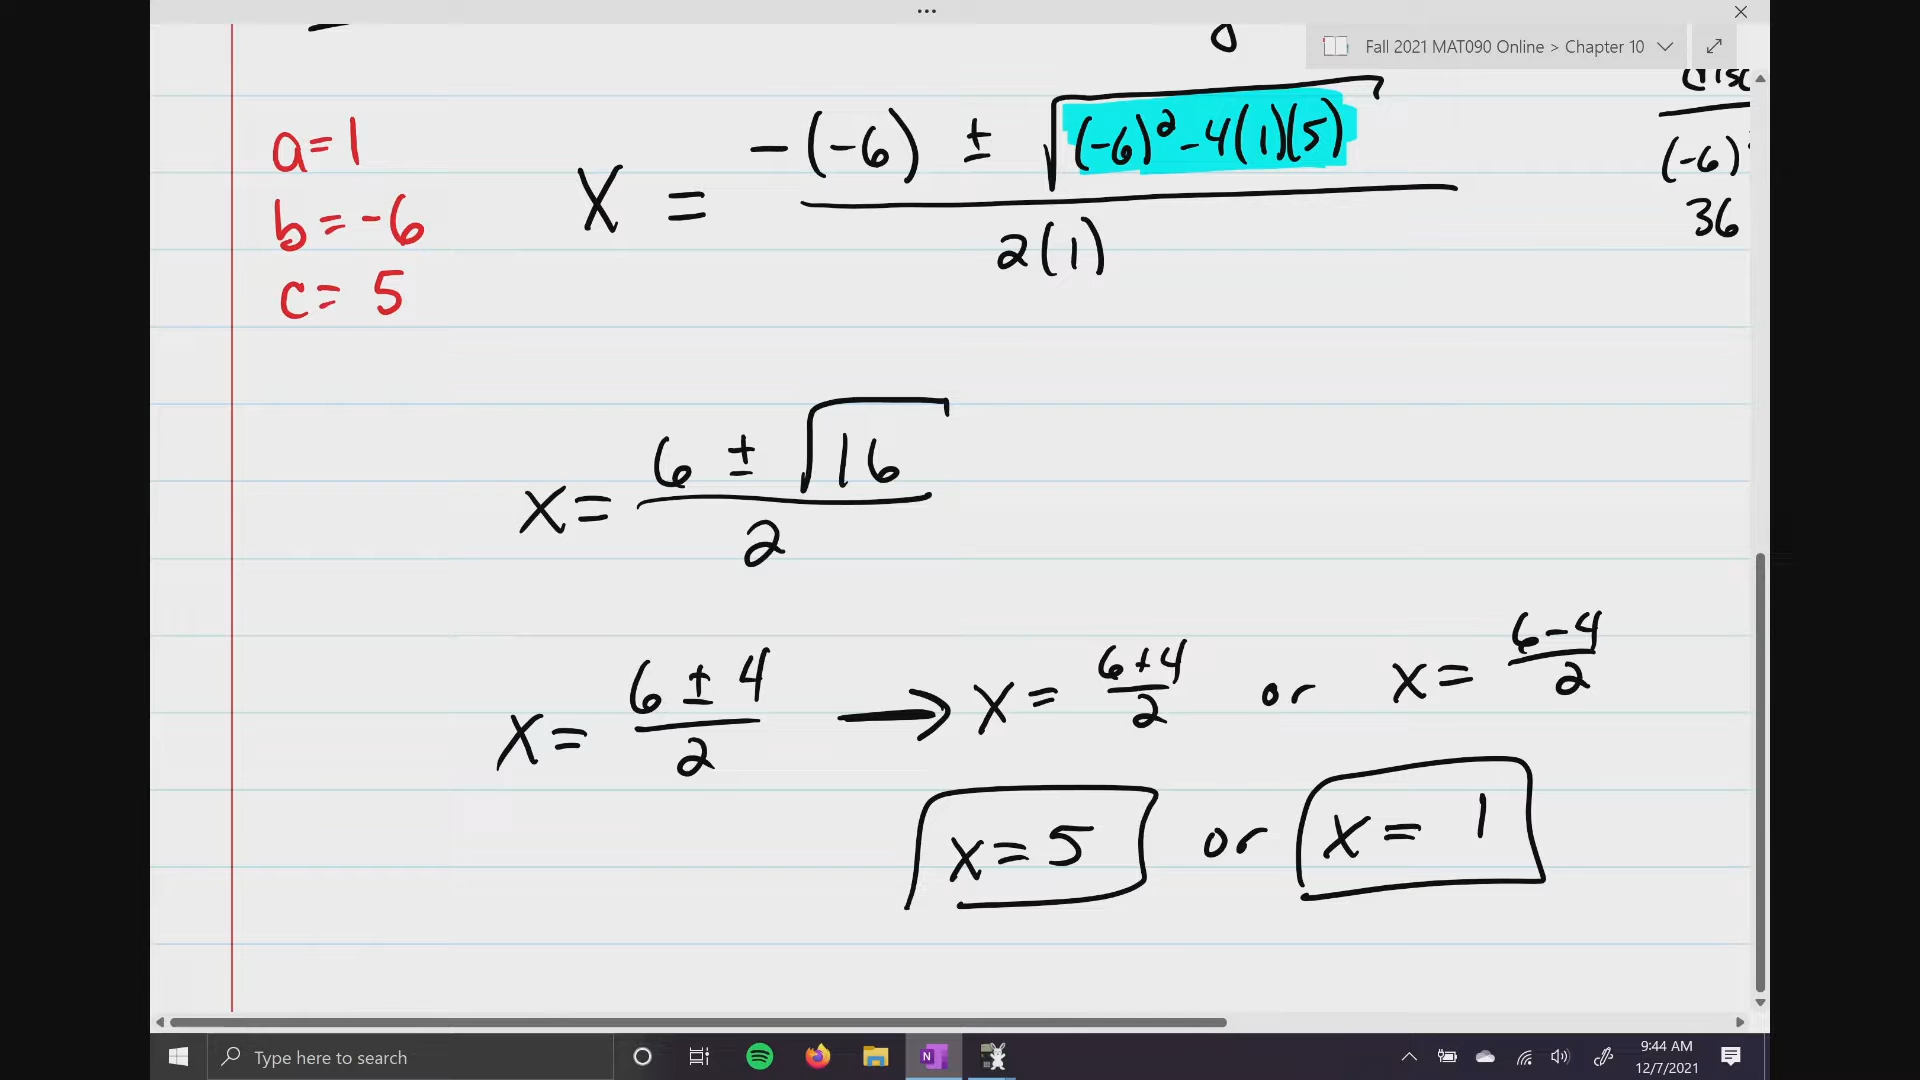 Fall 2021 MAT090 Online > Chapter 10
a=1
b=-6
c= 5
X = -(-6) ± √(-6)²-4(1)(5)
2(1)
(-6)²
36
x= 6 ± √16
2
x= 6 ± 4
2
→ x = 6+4
2
or x = 6-4
2
x= 5 or x= 1
Type here to search
9:44 AM
12/7/2021